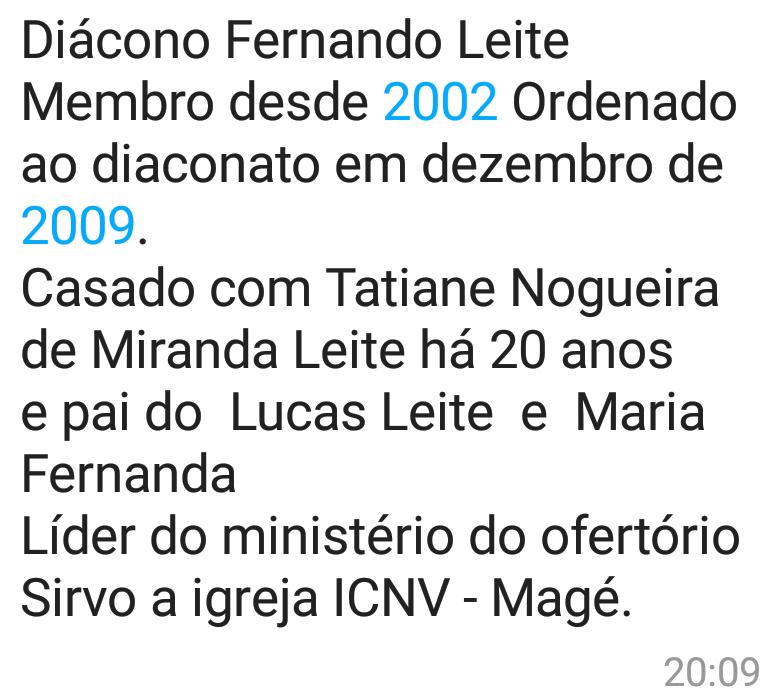 Diácono Fernando Leite
Membro desde 2002 Ordenado
ao diaconato em dezembro de
2009.
Casado com Tatiane Nogueira
de Miranda Leite há 20 anos
e pai do  Lucas Leite  e  Maria
Fernanda
Líder do ministério do ofertório
Sirvo a igreja ICNV - Magé.
20:09